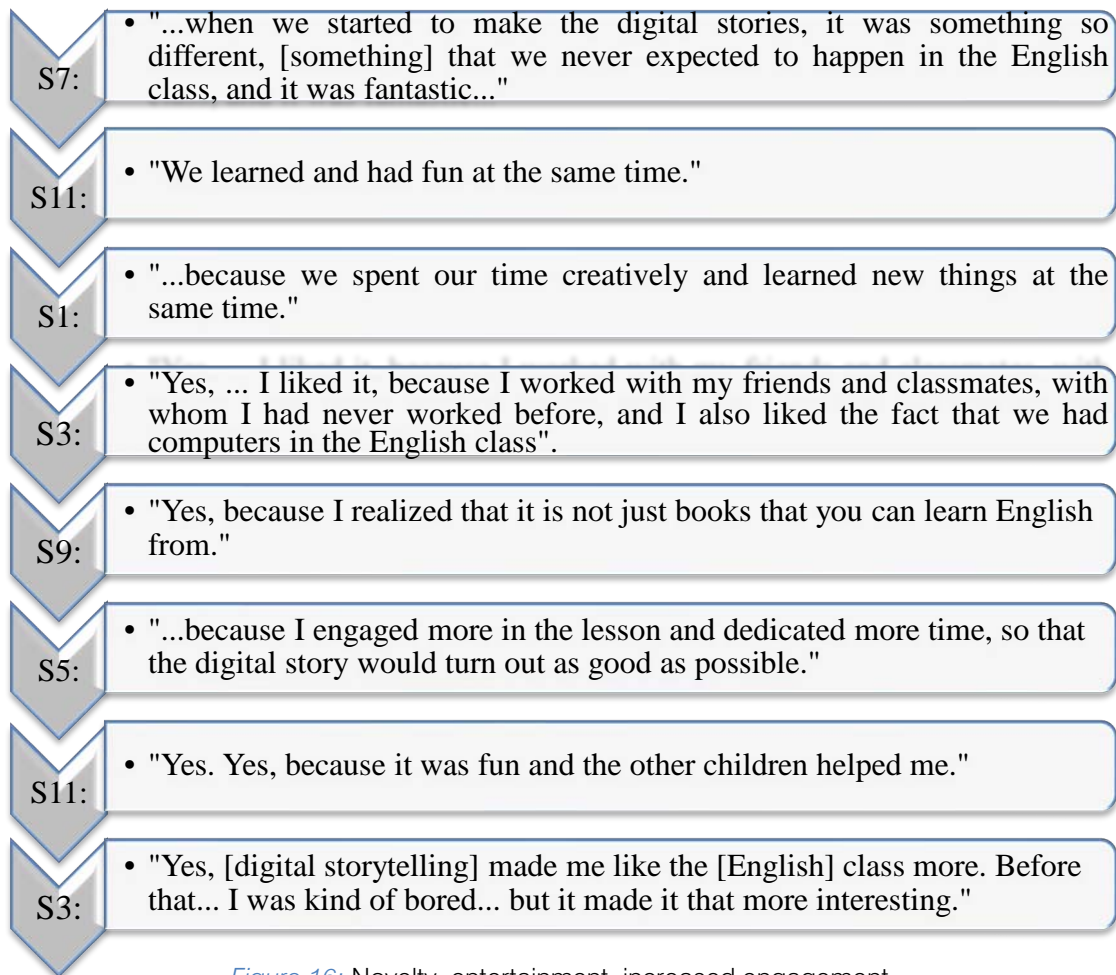 • "...when we started to make the digital stories, it was something so
different, [something] that we never expected to happen in the English
S7:
class, and it was fantastic..."
• "We learned and had fun at the same time."
S11:
• "...because we spent our time creatively and learned new things at the
same time."
S1:
• "Yes, ... I liked it, because I worked with my friends and classmates, with
whom I had never worked before, and I also liked the fact that we had
S3:
computers in the English class".
• "Yes, because I realized that it is not just books that you can learn English
from."
S9:
• "...because I engaged more in the lesson and dedicated more time, so that
the digital story would turn out as good as possible."
S5:
• "Yes. Yes, because it was fun and the other children helped me."
S11:
• "Yes, [digital storytelling] made me like the [English] class more. Before
that... I was kind of bored... but it made it that more interesting."
S3:
Figure 16: Novelty, entertainment, increased engagement